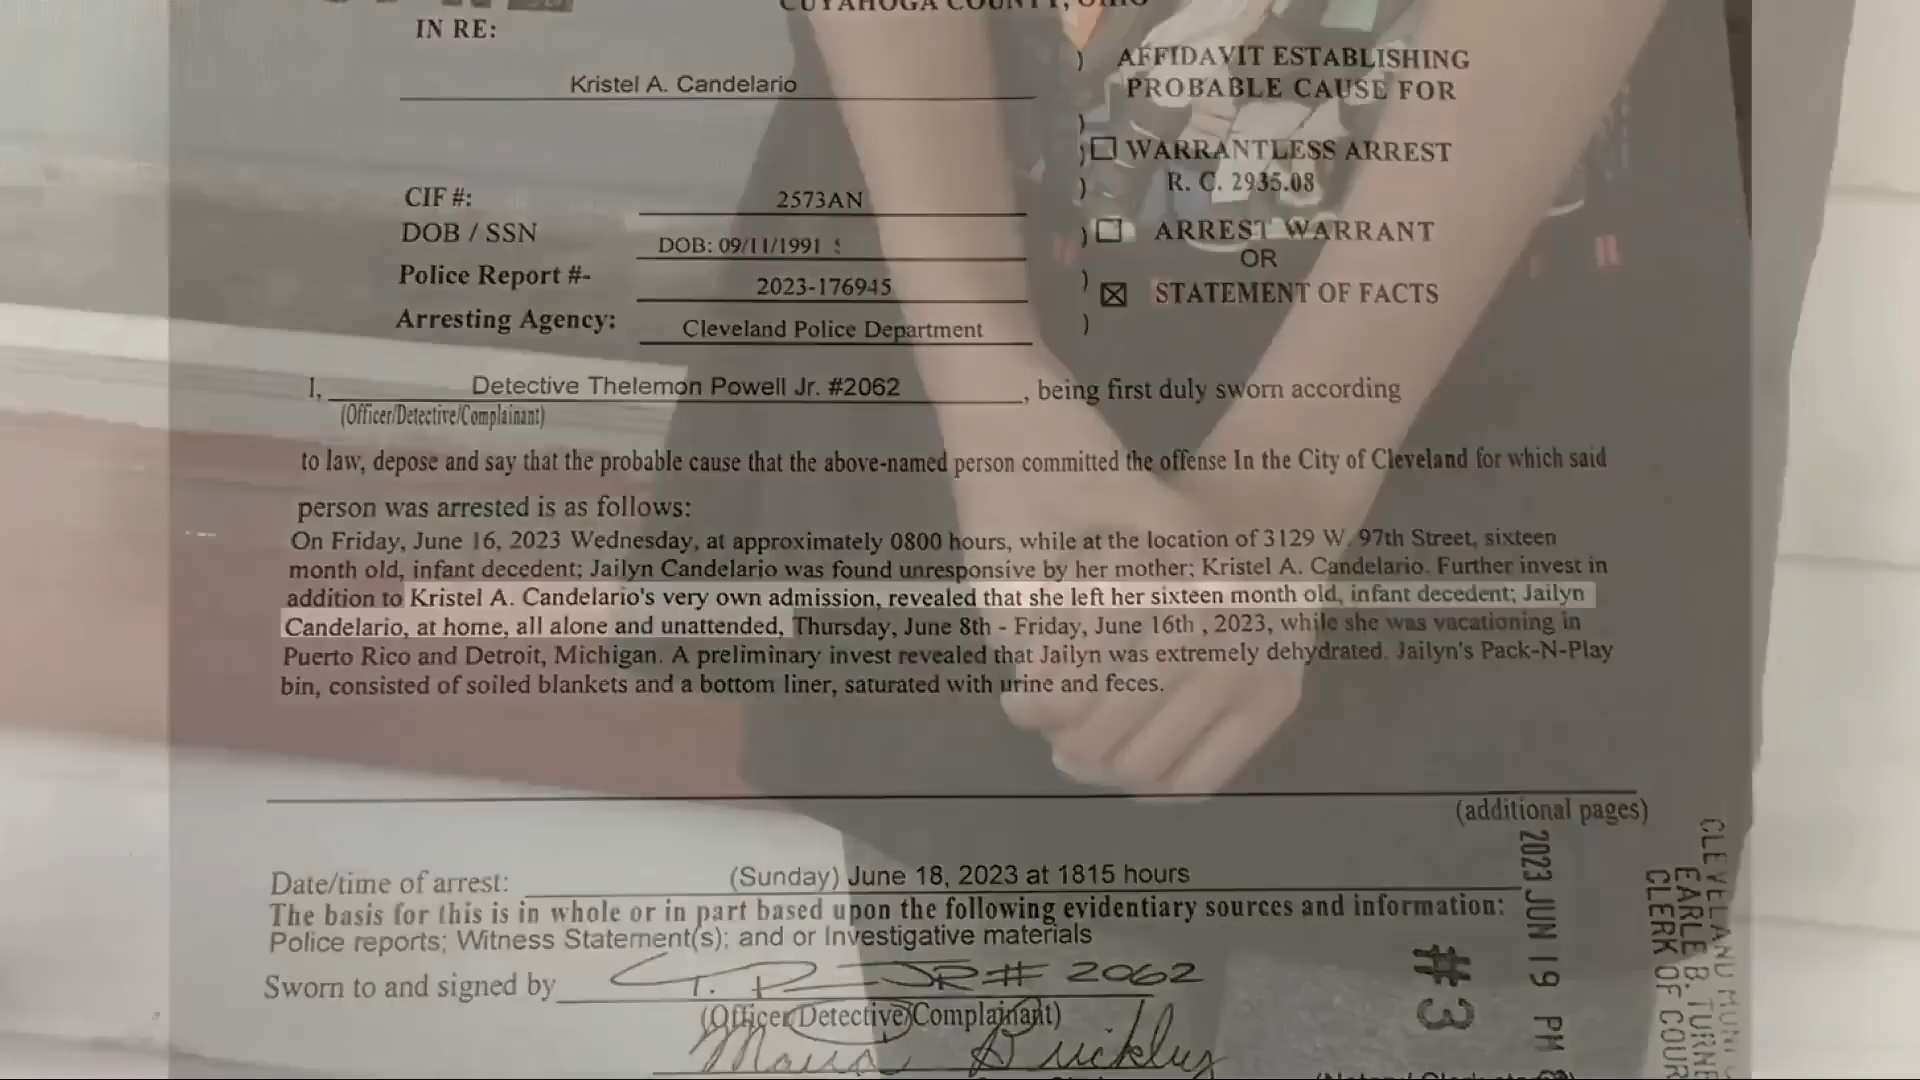 CUYAHOGA COUNTY, OHIO
IN RE:
Kristel A. Candelario
) AFFIDAVIT ESTABLISHING
PROBABLE CAUSE FOR
)
) ☐ WARRANTLESS ARREST
) R. C. 2935.08
CIF #: 2573AN
DOB / SSN DOB: 09/11/1991
) ☐ ARREST WARRANT
OR
Police Report #- 2023-176945
) ☒ STATEMENT OF FACTS
Arresting Agency: Cleveland Police Department
)
I, Detective Thelemon Powell Jr. #2062, being first duly sworn according
(Officer/Detective/Complainant)
to law, depose and say that the probable cause that the above-named person committed the offense In the City of Cleveland for which said
person was arrested is as follows:
On Friday, June 16, 2023 Wednesday, at approximately 0800 hours, while at the location of 3129 W. 97th Street, sixteen
month old, infant decedent; Jailyn Candelario was found unresponsive by her mother; Kristel A. Candelario. Further invest in
addition to Kristel A. Candelario's very own admission, revealed that she left her sixteen month old, infant decedent; Jailyn
Candelario, at home, all alone and unattended, Thursday, June 8th - Friday, June 16th , 2023, while she was vacationing in
Puerto Rico and Detroit, Michigan. A preliminary invest revealed that Jailyn was extremely dehydrated. Jailyn's Pack-N-Play
bin, consisted of soiled blankets and a bottom liner, saturated with urine and feces.
(additional pages)
Date/time of arrest: (Sunday) June 18, 2023 at 1815 hours
The basis for this is in whole or in part based upon the following evidentiary sources and information:
Police reports; Witness Statement(s); and or Investigative materials
Sworn to and signed by # 2062
(Officer/Detective/Complainant)
#3
2023 JUN 19 PM
CLEVELAND MUNI
EARLE B. TURNE
CLERK OF COUR